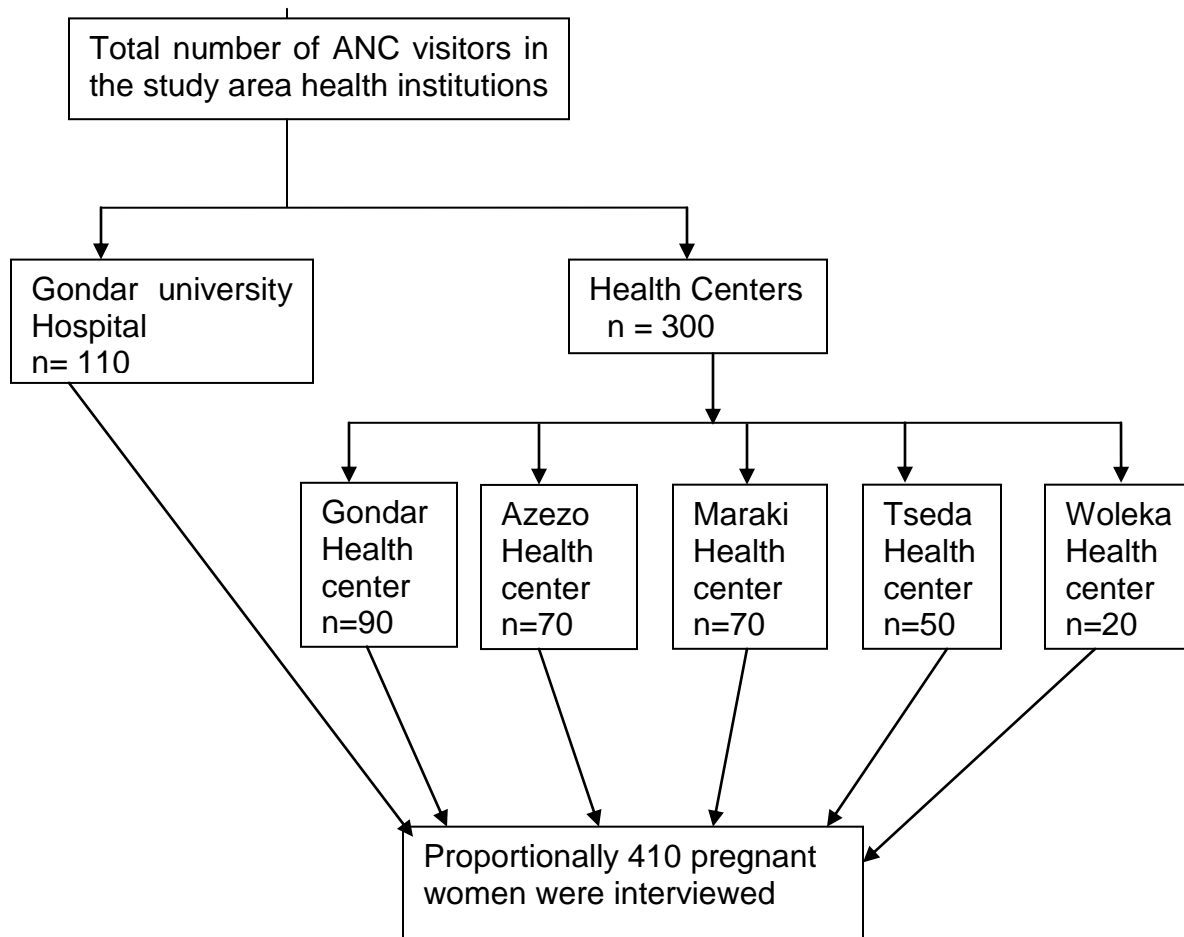 Total number of ANC visitors in
the study area health institutions
Gondar university
Hospital
n= 110
Health Centers
n = 300
Gondar
Health
center
n=90
Azezo
Health
center
n=70
Maraki
Health
center
n=70
Tseda
Health
center
n=50
Woleka
Health
center
n=20
Proportionally 410 pregnant
women were interviewed